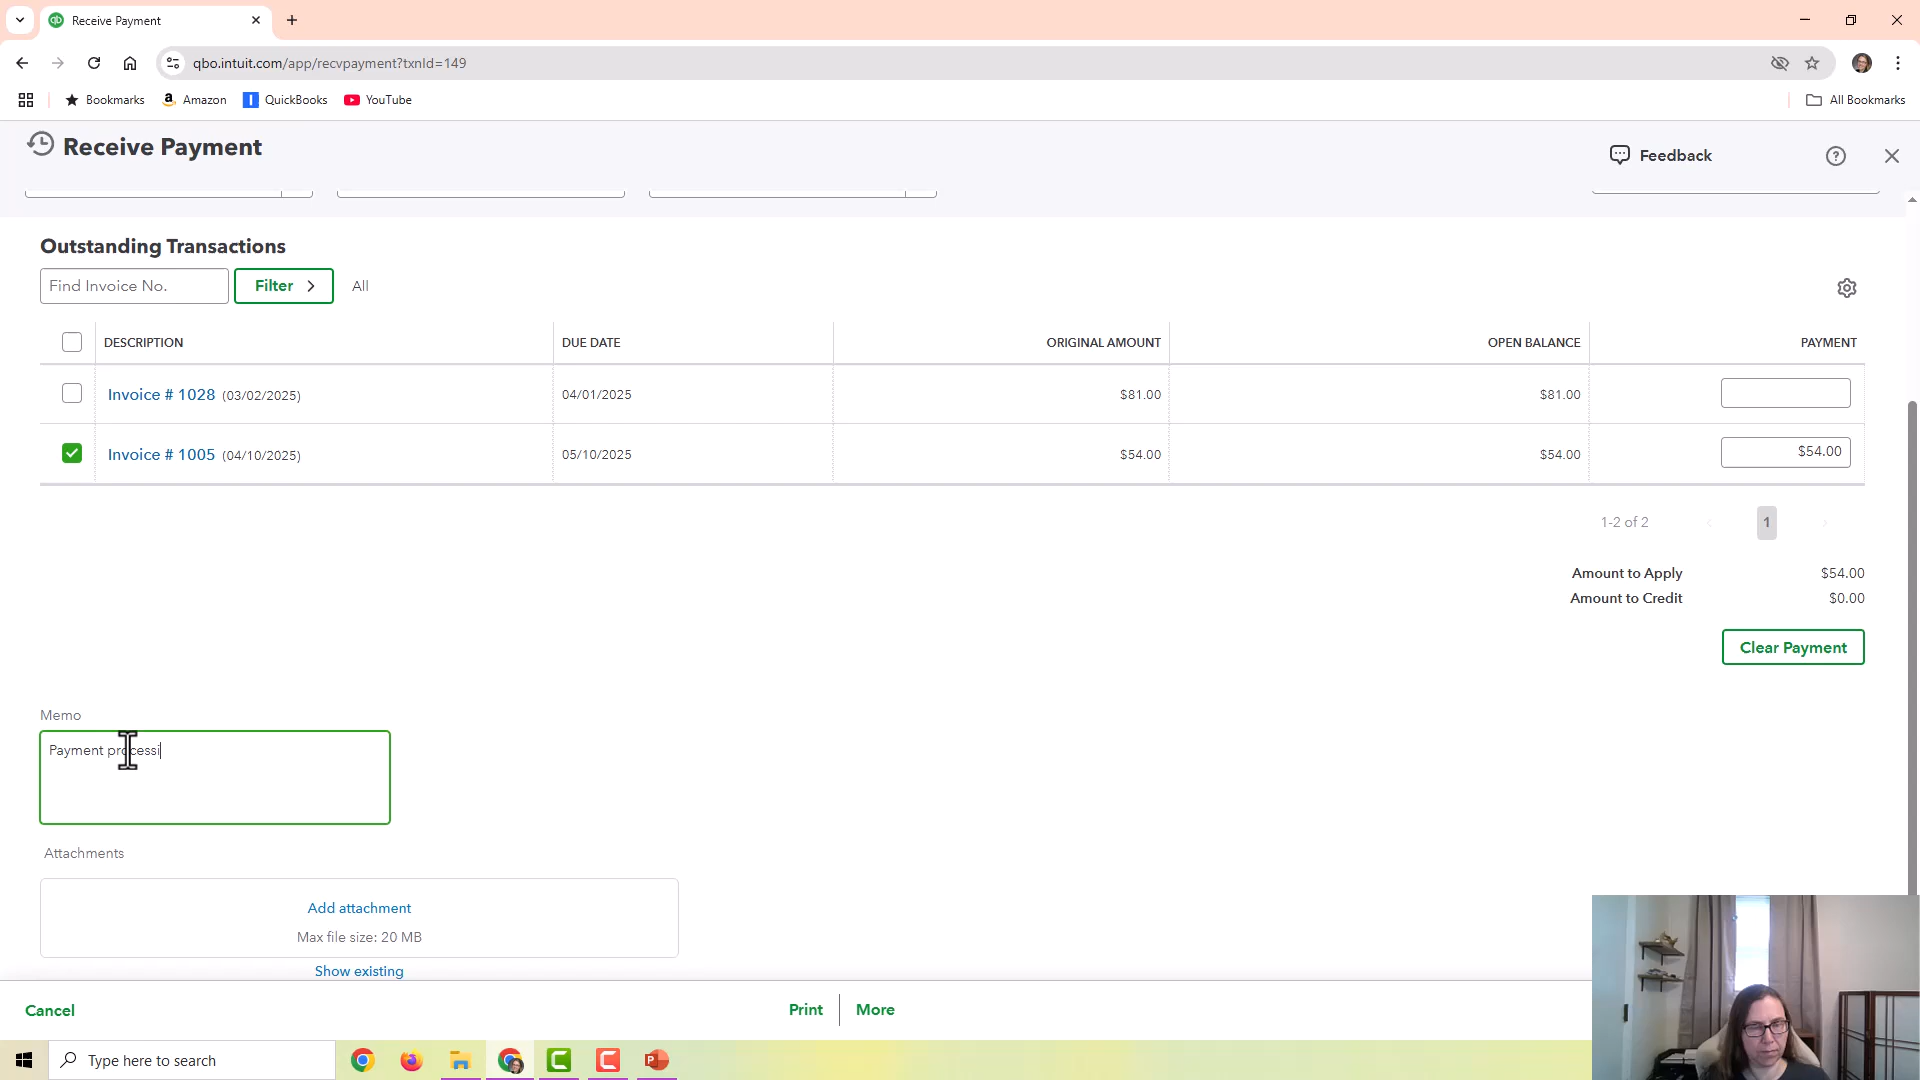 Receive Payment
qbo.intuit.com/app/recvpayment?txnId=149
Bookmarks Amazon QuickBooks YouTube All Bookmarks
Receive Payment Feedback
Outstanding Transactions
Find Invoice No. Filter All
DESCRIPTION DUE DATE ORIGINAL AMOUNT OPEN BALANCE PAYMENT
Invoice # 1028 (03/02/2025) 04/01/2025 $81.00 $81.00
Invoice # 1005 (04/10/2025) 05/10/2025 $54.00 $54.00 $54.00
1-2 of 2 1
Amount to Apply $54.00
Amount to Credit $0.00
Clear Payment
Memo
Payment processi
Attachments
Add attachment
Max file size: 20 MB
Show existing
Cancel Print More
Type here to search